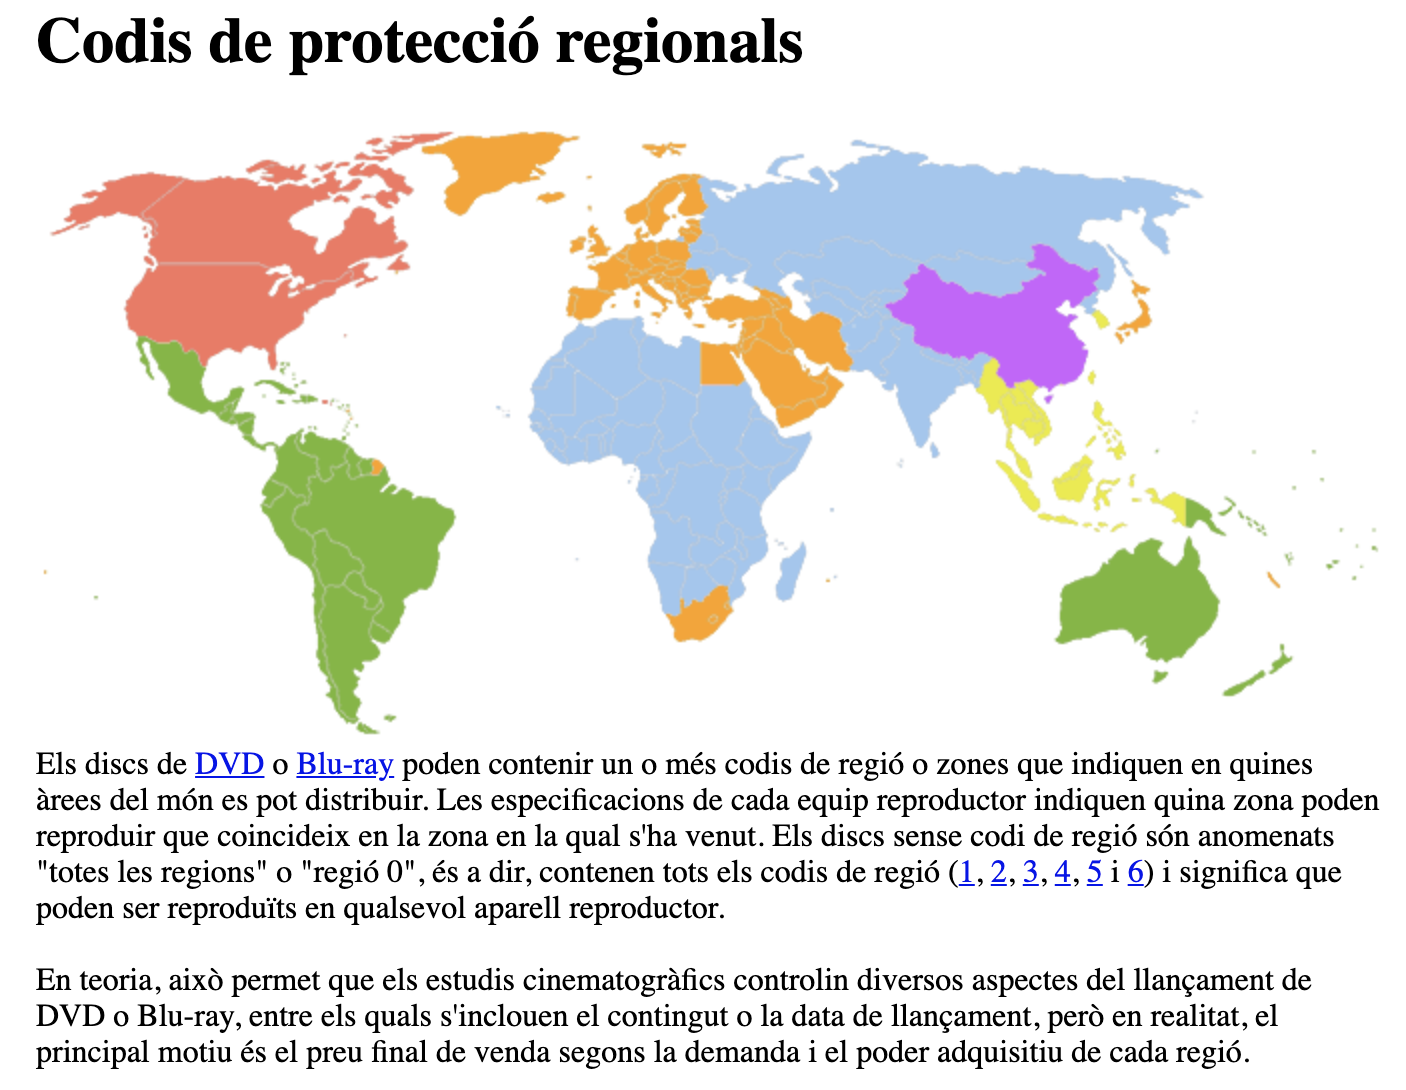 Codis de protecció regionals
Els discs de DVD o Blu-ray poden contenir un o més codis de regió o zones que indiquen en quines
àrees del món es pot distribuir. Les especificacions de cada equip reproductor indiquen quina zona poden
reproduir que coincideix en la zona en la qual s'ha venut. Els discs sense codi de regió són anomenats
"totes les regions" o "regió 0", és a dir, contenen tots els codis de regió (1, 2, 3, 4, 5 i 6) i significa que
poden ser reproduïts en qualsevol aparell reproductor.
En teoria, això permet que els estudis cinematogràfics controlin diversos aspectes del llançament de
DVD o Blu-ray, entre els quals s'inclouen el contingut o la data de llançament, però en realitat, el
principal motiu és el preu final de venda segons la demanda i el poder adquisitiu de cada regió.